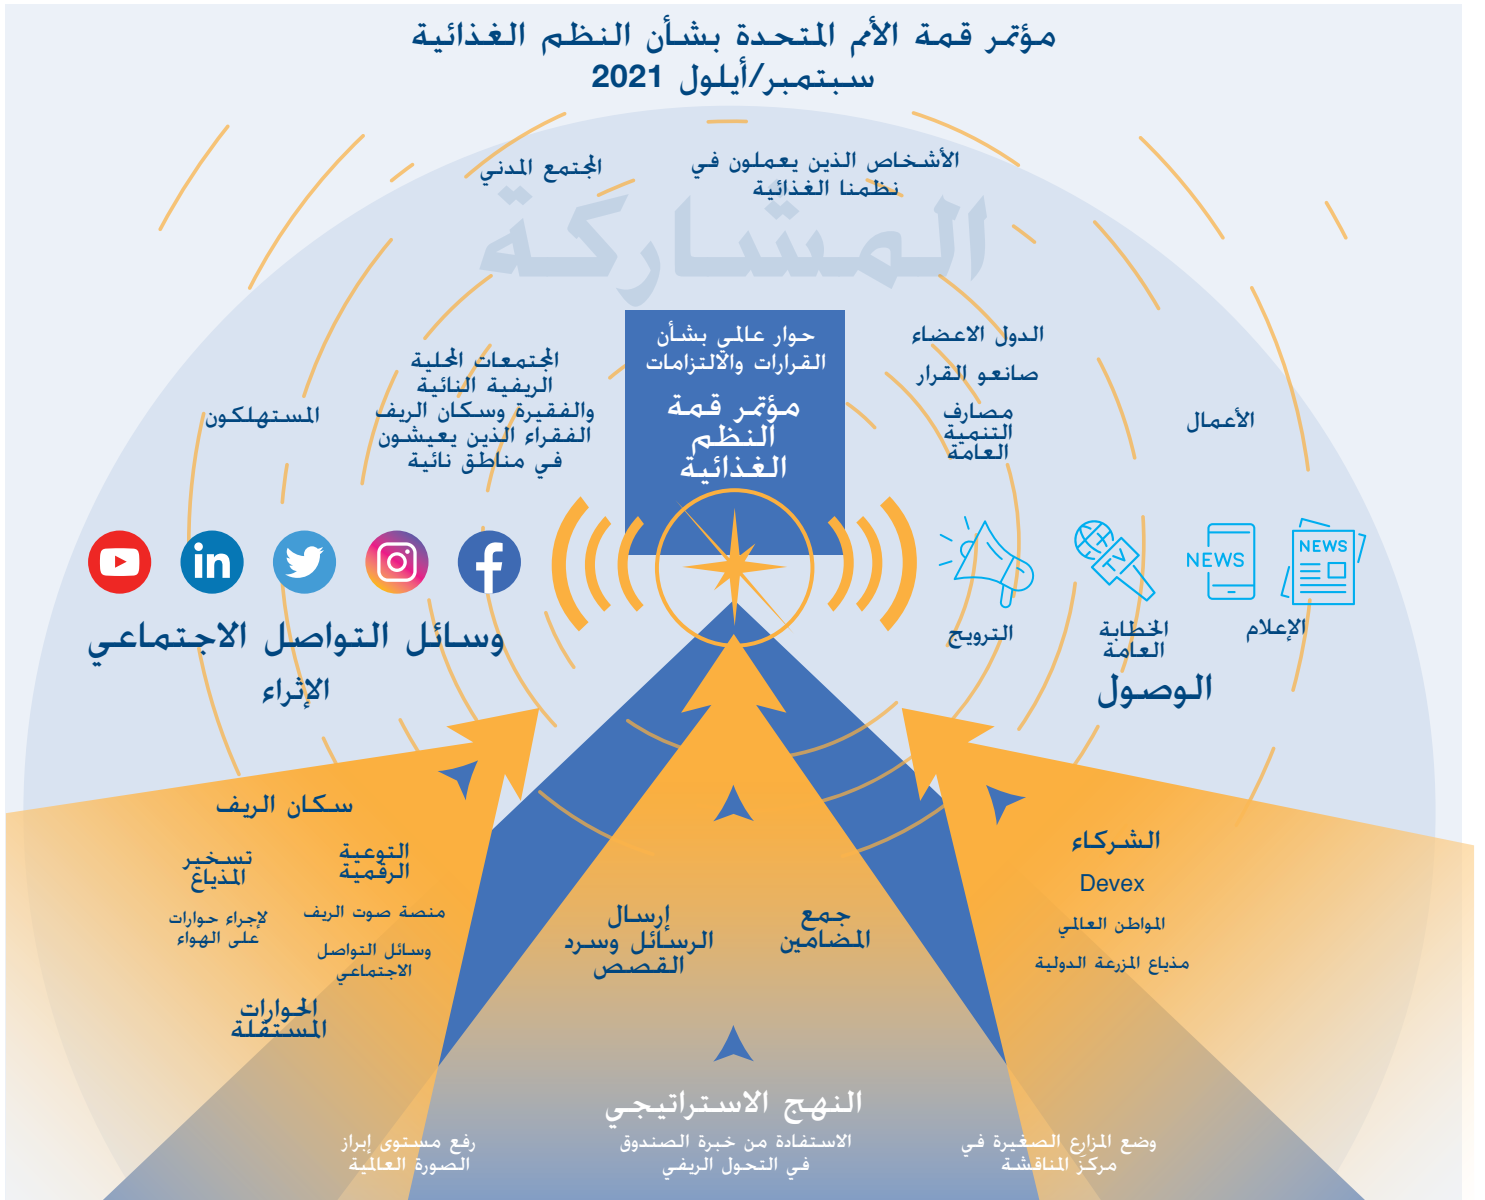 مؤتمر قمة الأمم المتحدة بشأن النظم الغذائية
سبتمبر/أيلول 2021
الأشخاص الذين يعملون في
نظمنا الغذائية
المجتمع المدني
المشاركة
حوار عالمي بشأن
القرارات والالتزامات
مؤتمر قمة
النظم
الغذائية
الدول الاعضاء
صانعو القرار
مصارف
التنمية
العامة
الأعمال
المجتمعات المحلية
الريفية النائية
والفقيرة وسكان الريف
الفقراء الذين يعيشون
في مناطق نائية
المستهلكون
NEWS
NEWS
TV
الإعلام
الخطابة
العامة
الترويج
الوصول
in
وسائل التواصل الاجتماعي
الإثراء
الشركاء
Devex
المواطن العالمي
مذياع المزرعة الدولية
جمع
المضامين
إرسال
الرسائل وسرد
القصص
سكان الريف
التوعية
الرقمية
منصة صوت الريف
وسائل التواصل
الاجتماعي
تسخير
المذياع
لإجراء حوارات
على الهواء
الحوارات
المستقلة
النهج الاستراتيجي
وضع المزارع الصغيرة في
مركز المناقشة
الاستفادة من خبرة الصندوق
في التحول الريفي
رفع مستوى إبراز
الصورة العالمية